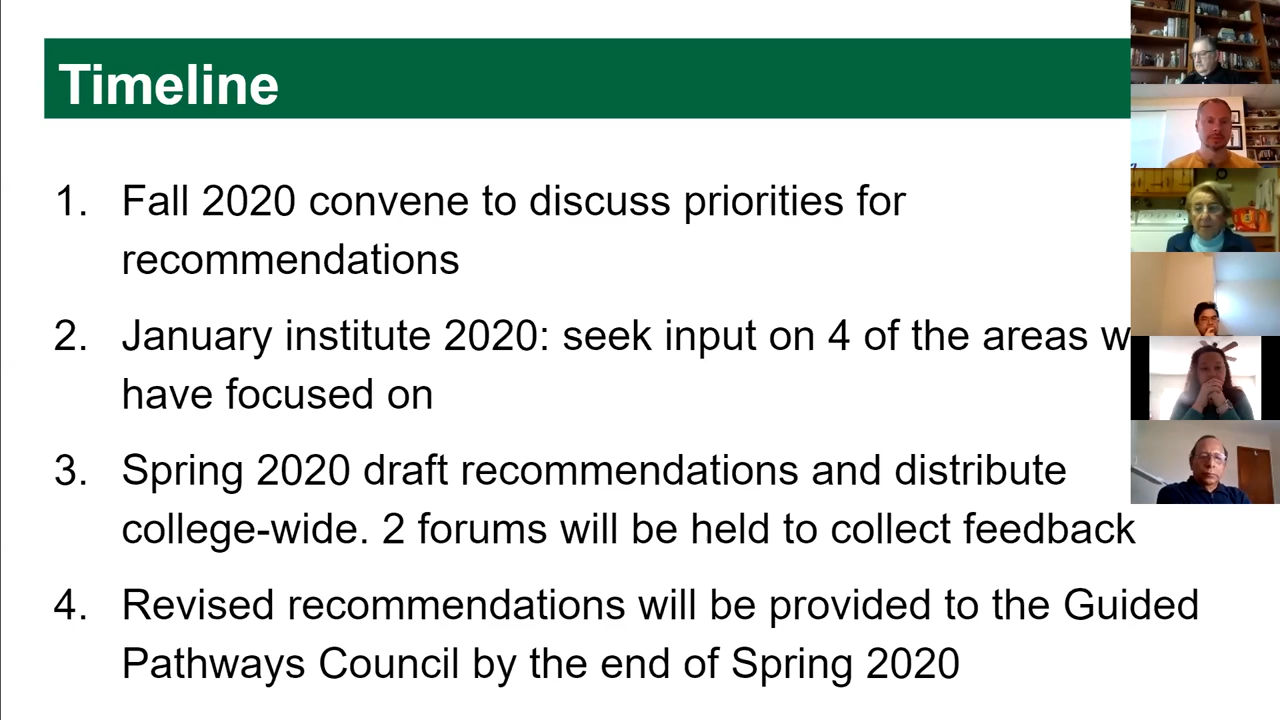 Timeline
1. Fall 2020 convene to discuss priorities for
recommendations
2. January institute 2020: seek input on 4 of the areas w
have focused on
3. Spring 2020 draft recommendations and distribute
college-wide. 2 forums will be held to collect feedback
4. Revised recommendations will be provided to the Guided
Pathways Council by the end of Spring 2020